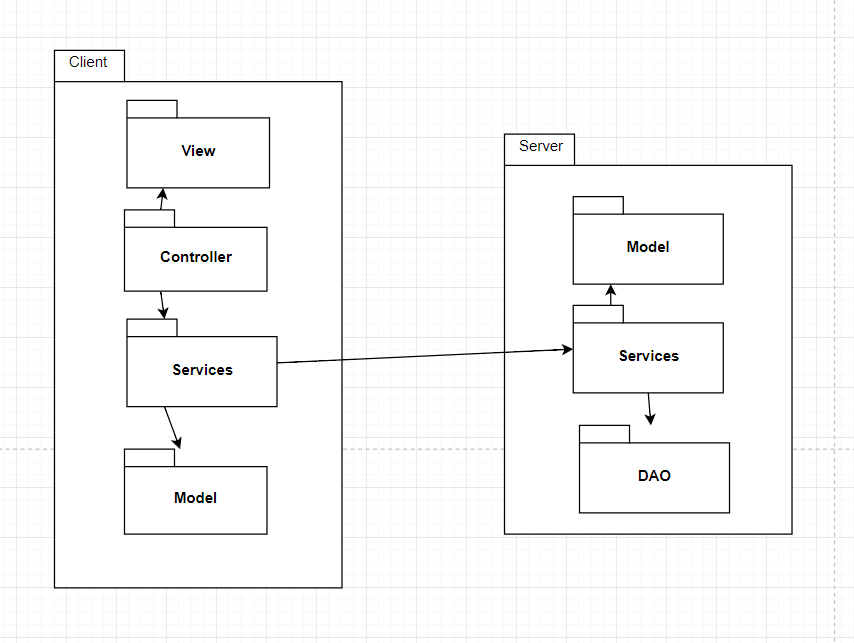 Client
View
Controller
Services
Model
Server
Model
Services
DAO